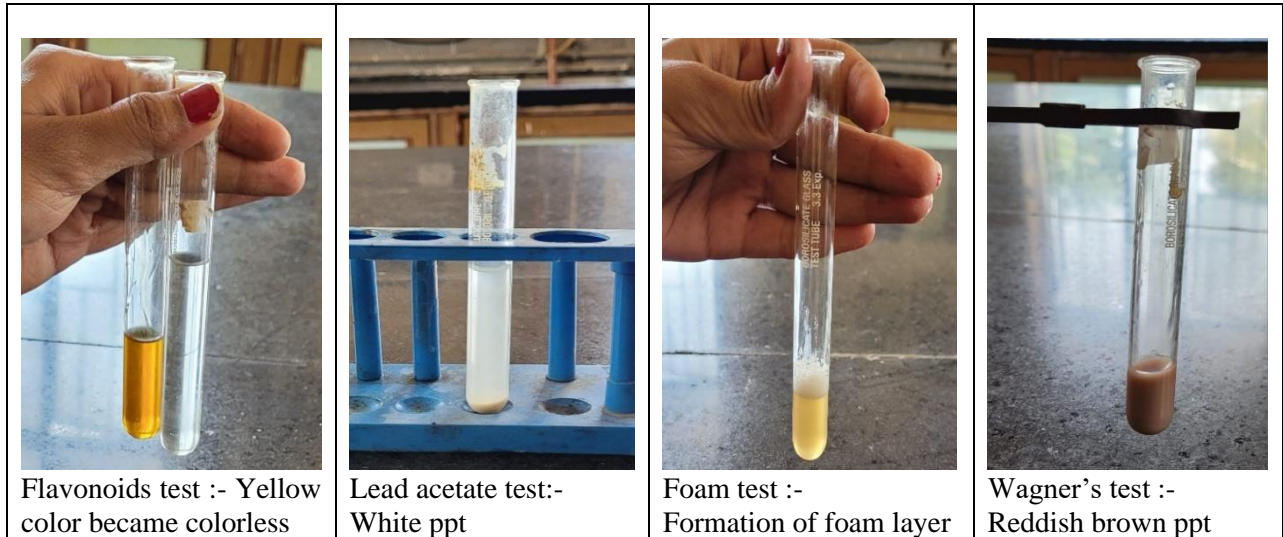 BOROSILICATE GLASS
TEST TUBE 3.3 Exp.
Flavonoids test :- Yellow
color became colorless
Lead acetate test:-
White ppt
Foam test :-
Formation of foam layer
Wagner’s test :-
Reddish brown ppt